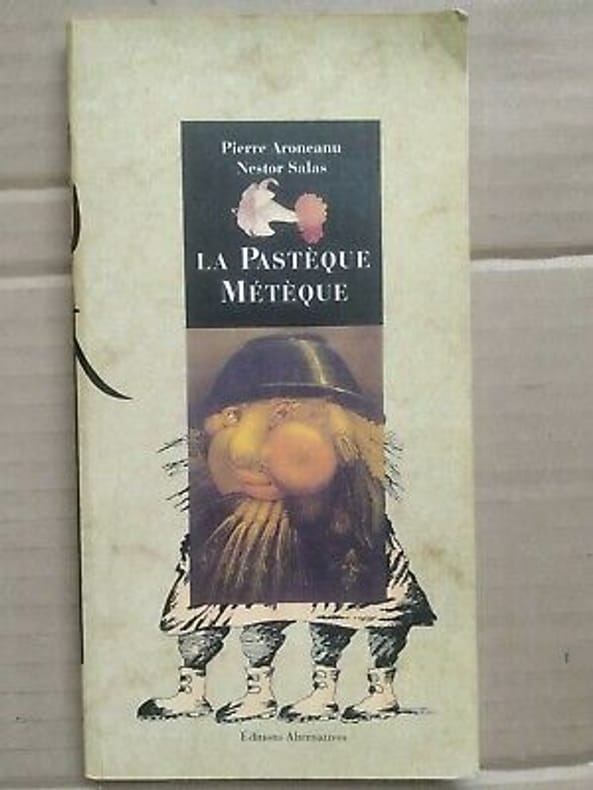 Pierre Aroneanu
Nestor Salas
LA PASTÈQUE
MÉTÈQUE
Éditions Alternatives